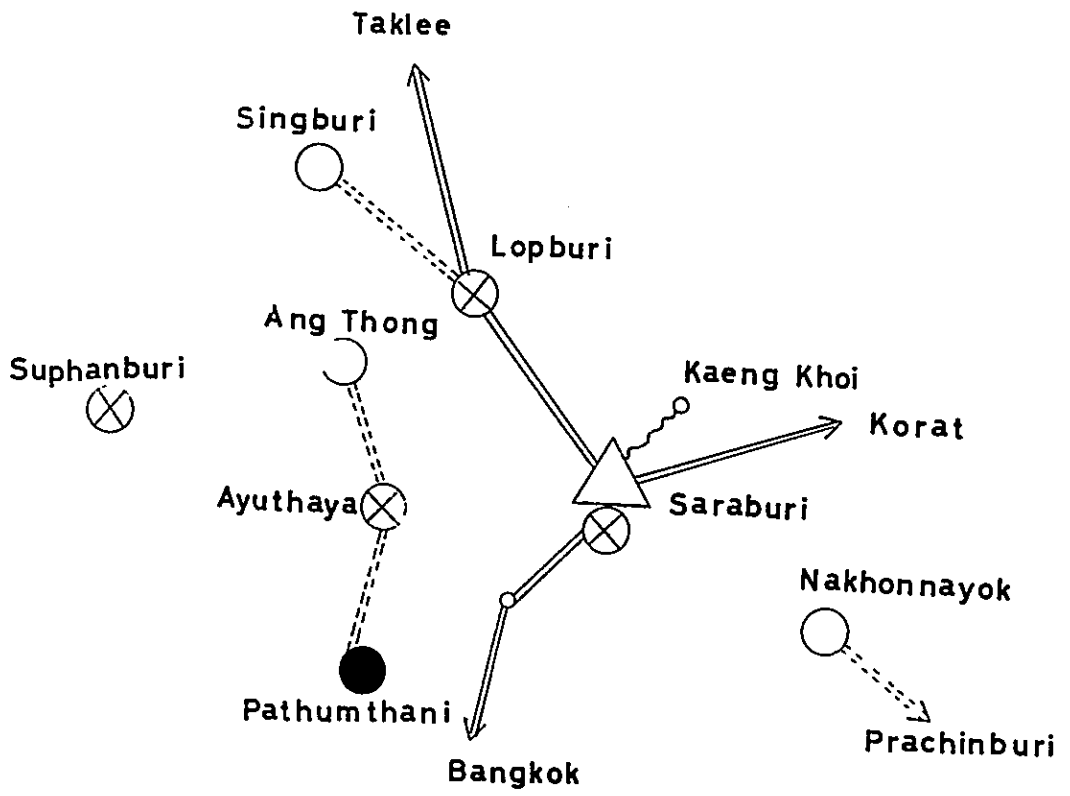 Taklee
Singburi
Lopburi
Ang Thong
Suphanburi
Kaeng Khoi
Korat
Ayuthaya
Saraburi
Nakhonnayok
Pathumthani
Prachinburi
Bangkok